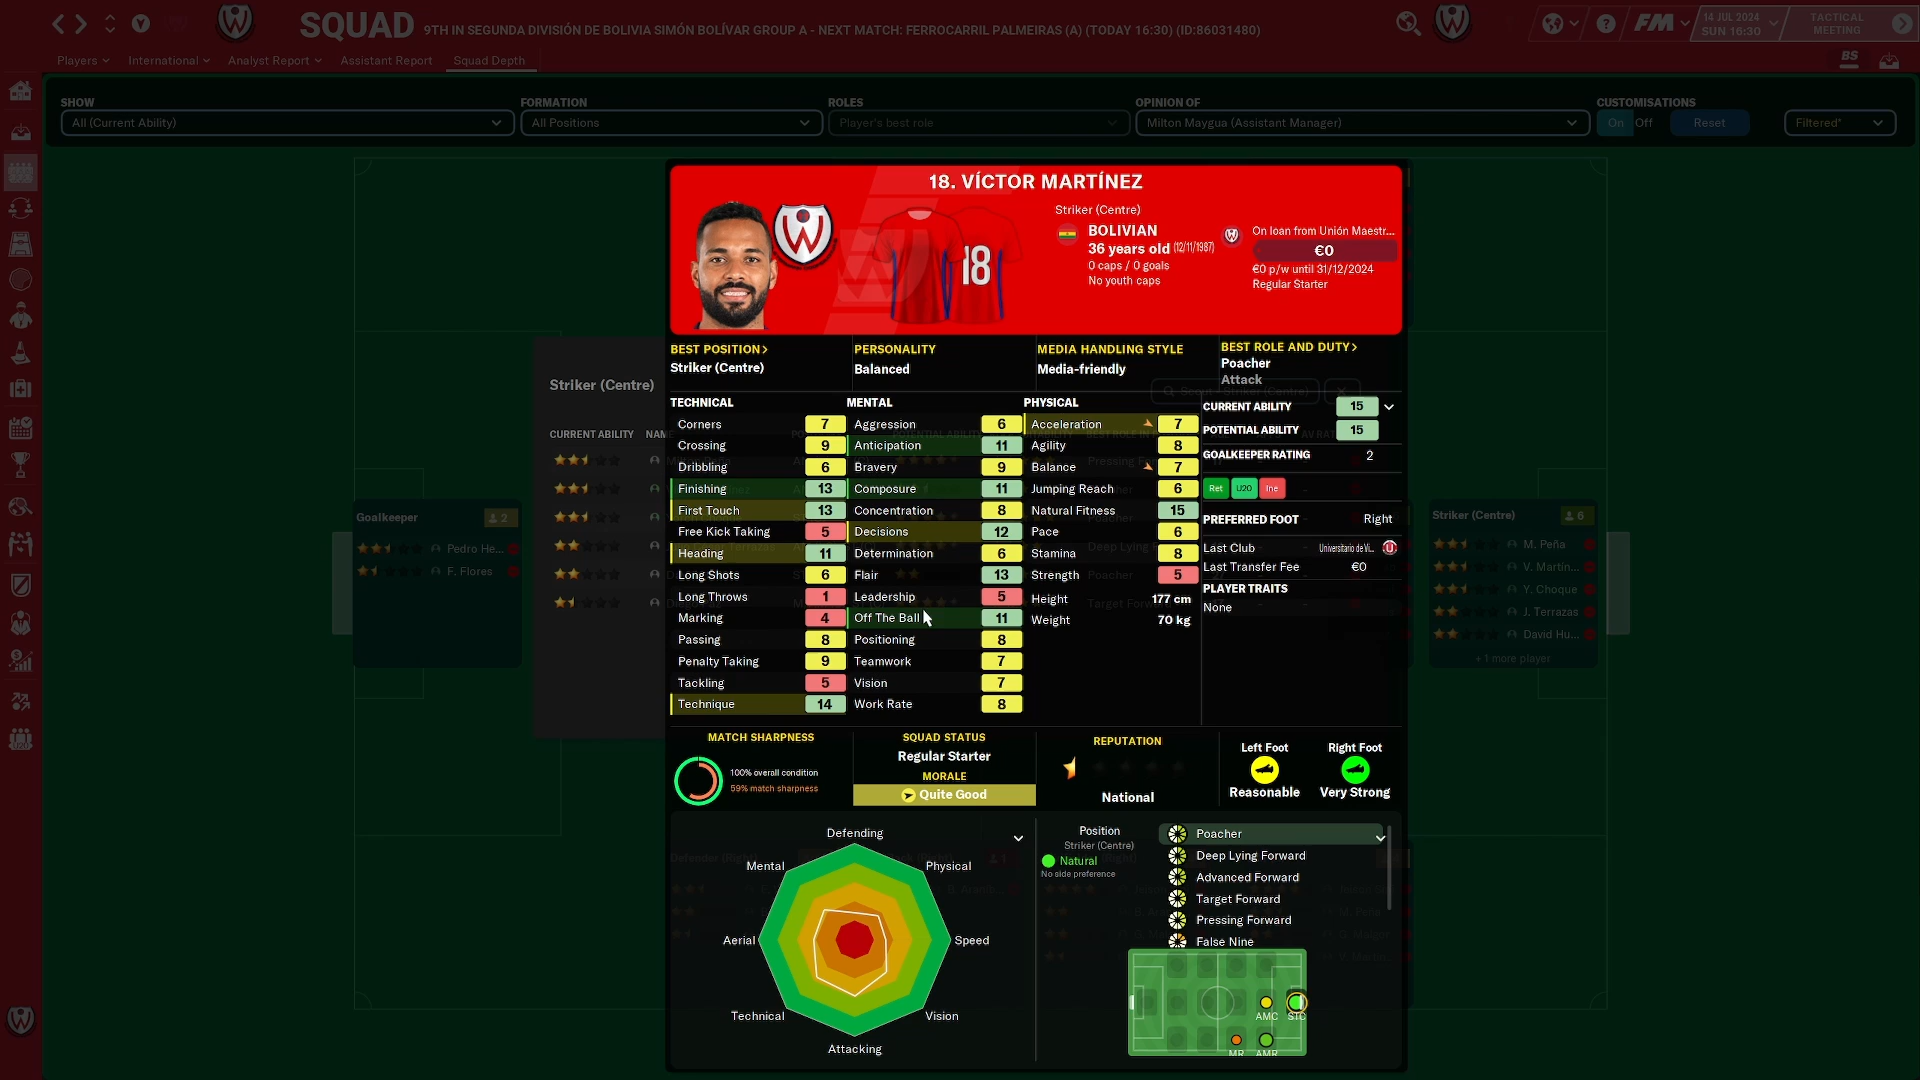 SQUAD
9TH IN SEGUNDA DIVISIÓN DE BOLIVIA SIMÓN BOLÍVAR GROUP A - NEXT MATCH: FERROCARRIL PALMEIRAS (A) (TODAY 16:30) (ID:86031480)
FM
14 JUL 2024
SUN 16:30
TACTICAL
MEETING
Players
International
Analyst Report
Assistant Report
Squad Depth
BS
SHOW
FORMATION
ROLES
OPINION OF
CUSTOMISATIONS
All (Current Ability)
All Positions
Player's best role
Milton Maygua (Assistant Manager)
On
Off
Reset
Filtered*
18. VÍCTOR MARTÍNEZ
Striker (Centre)
BOLIVIAN
36 years old (12/11/1987)
0 caps / 0 goals
No youth caps
On loan from Unión Maestr...
€0
€0 p/w until 31/12/2024
Regular Starter
18
BEST POSITION>
Striker (Centre)
PERSONALITY
Balanced
MEDIA HANDLING STYLE
Media-friendly
BEST ROLE AND DUTY>
Poacher
Attack
TECHNICAL
Corners 7
Crossing 9
Dribbling 6
Finishing 13
First Touch 13
Free Kick Taking 5
Heading 11
Long Shots 6
Long Throws 1
Marking 4
Passing 8
Penalty Taking 9
Tackling 5
Technique 14
MENTAL
Aggression 6
Anticipation 11
Bravery 9
Composure 11
Concentration 8
Decisions 12
Determination 6
Flair 13
Leadership 5
Off The Ball 11
Positioning 8
Teamwork 7
Vision 7
Work Rate 8
PHYSICAL
Acceleration 7
Agility 8
Balance 7
Jumping Reach 6
Natural Fitness 15
Pace 6
Stamina 8
Strength 5
Height 177 cm
Weight 70 kg
CURRENT ABILITY 15
POTENTIAL ABILITY 15
GOALKEEPER RATING 2
Ret U20 Ine
PREFERRED FOOT Right
Last Club Universitario de Vi...
Last Transfer Fee €0
PLAYER TRAITS
None
MATCH SHARPNESS
100% overall condition
59% match sharpness
SQUAD STATUS
Regular Starter
MORALE
Quite Good
REPUTATION
National
Left Foot
Reasonable
Right Foot
Very Strong
Defending
Physical
Speed
Vision
Attacking
Technical
Aerial
Mental
Position
Striker (Centre)
Natural
No side preference
Poacher
Deep Lying Forward
Advanced Forward
Target Forward
Pressing Forward
False Nine
AMC
STC
MR
AMR
Striker (Centre)
CURRENT ABILITY
Goalkeeper 2
Pedro He...
F. Flores
Striker (Centre) 6
M. Peña
V. Martín...
Y. Choque
J. Terrazas
David Hu...
+ 1 more player